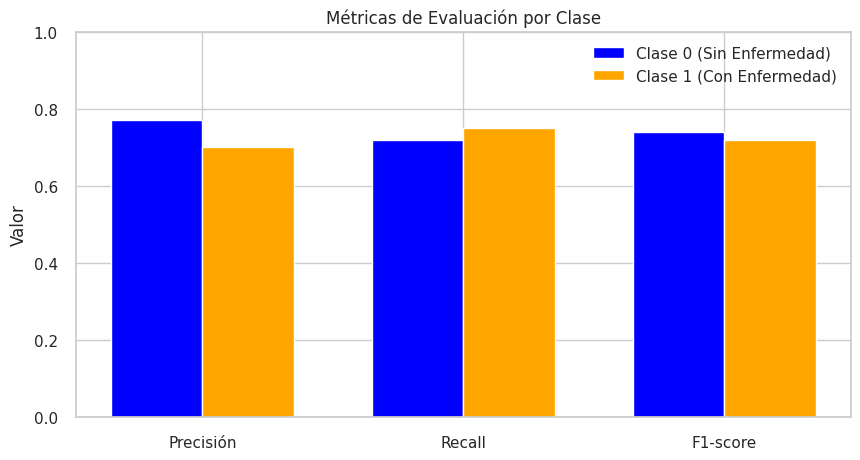 Métricas de Evaluación por Clase
Clase 0 (Sin Enfermedad)
Clase 1 (Con Enfermedad)
Valor
1.0
0.8
0.6
0.4
0.2
0.0
Precisión
Recall
F1-score